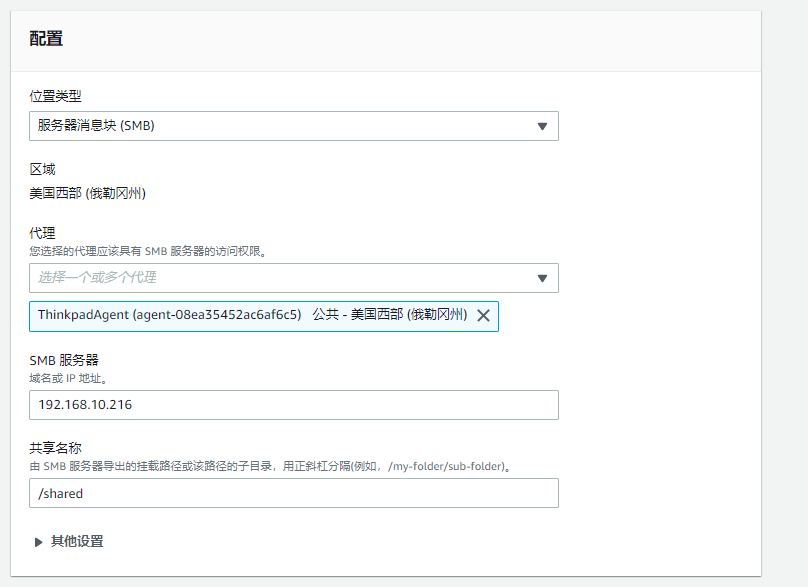 配置
位置类型
服务器消息块 (SMB)
区域
美国西部 (俄勒冈州)
代理
您选择的代理应该具有 SMB 服务器的访问权限。
选择一个或多个代理
ThinkpadAgent (agent-08ea35452ac6af6c5) 公共 - 美国西部 (俄勒冈州)
SMB 服务器
域名或 IP 地址。
192.168.10.216
共享名称
由 SMB 服务器导出的挂载路径或该路径的子目录，用正斜杠分隔(例如，/my-folder/sub-folder)。
/shared
其他设置